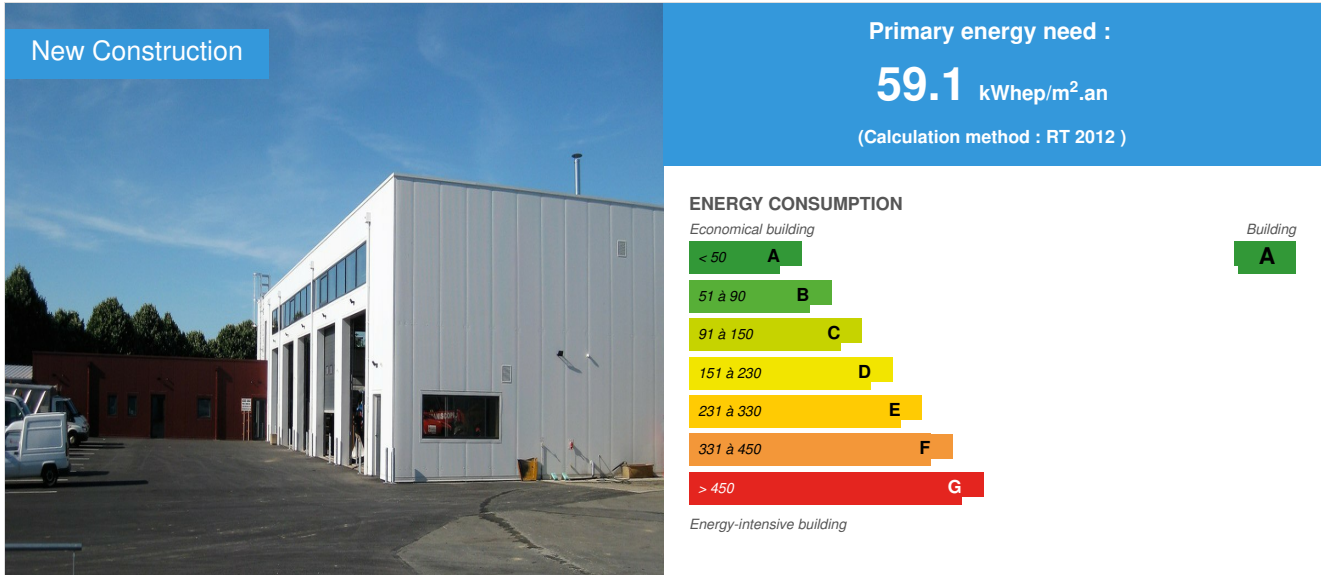 New Construction
Primary energy need :
59.1 kWhep/m².an
(Calculation method : RT 2012 )
ENERGY CONSUMPTION
Economical building
Building
< 50 A
A
51 à 90 B
91 à 150 C
151 à 230 D
231 à 330 E
331 à 450 F
> 450 G
Energy-intensive building